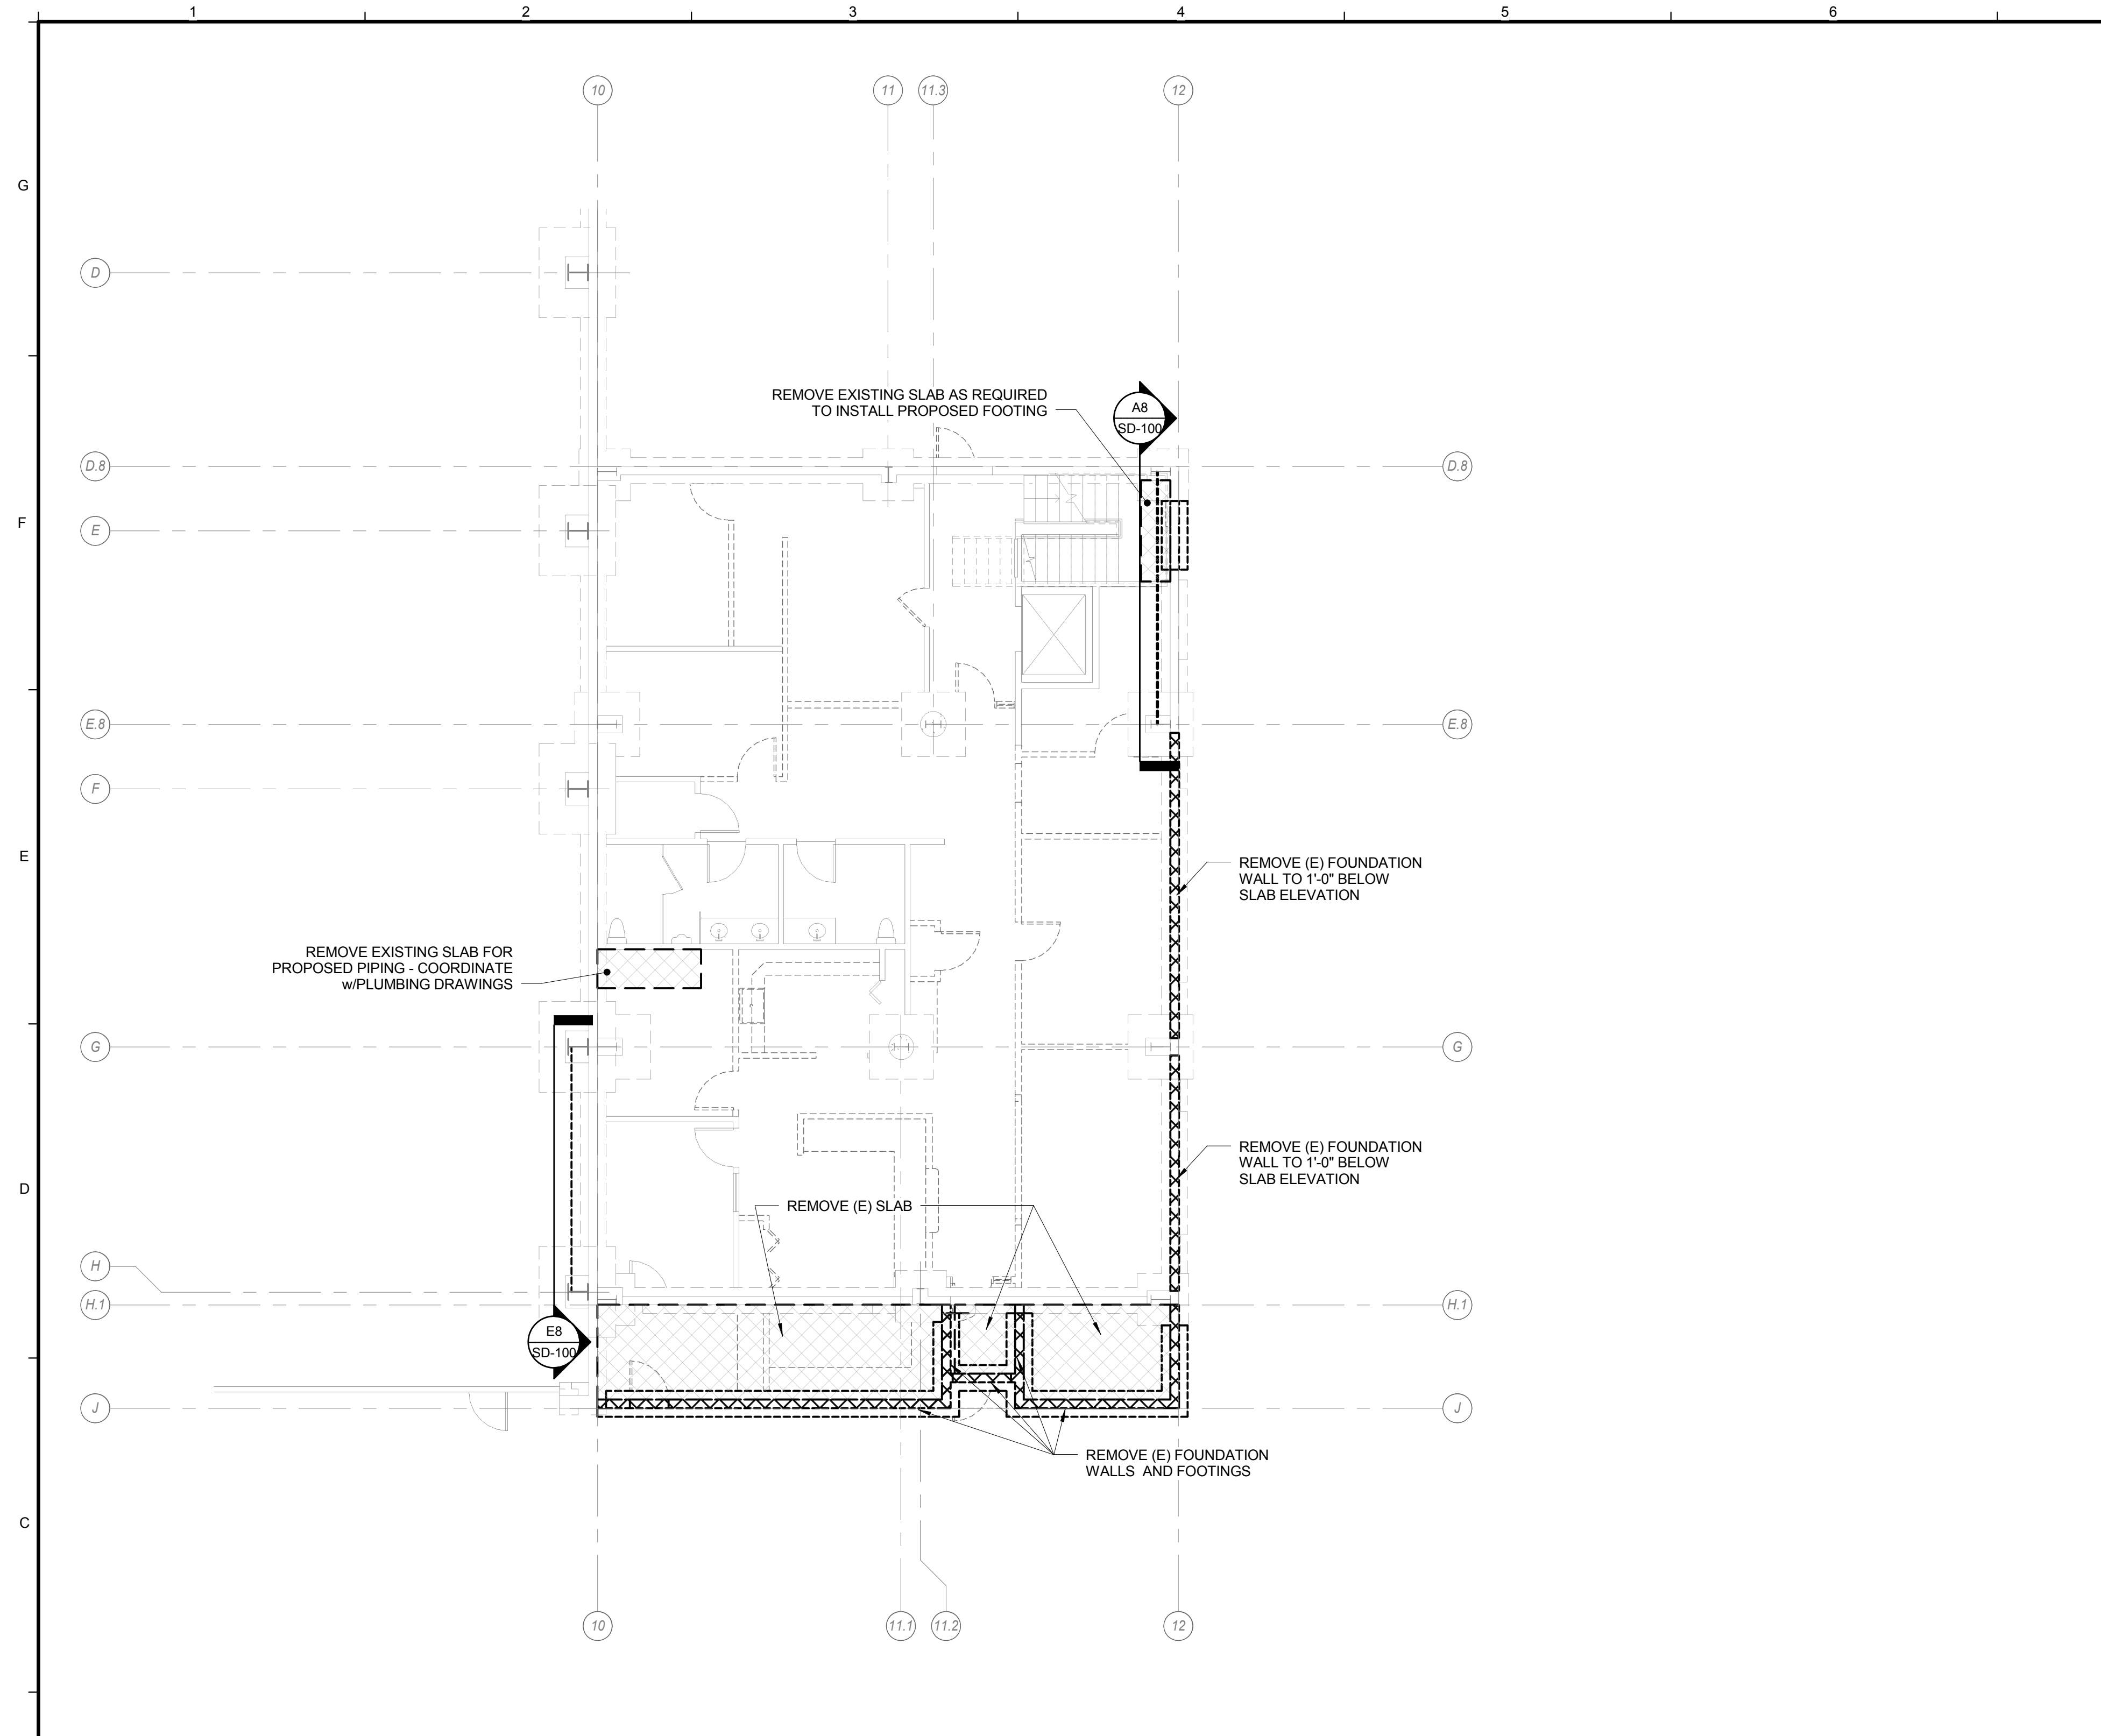 1
2
3
4
5
6
10
11
11.3
12
G
D
REMOVE EXISTING SLAB AS REQUIRED
TO INSTALL PROPOSED FOOTING
A8
SD-100
D.8
D.8
F
E
E.8
E.8
F
E
REMOVE (E) FOUNDATION
WALL TO 1'-0" BELOW
SLAB ELEVATION
REMOVE EXISTING SLAB FOR
PROPOSED PIPING - COORDINATE
w/PLUMBING DRAWINGS
G
G
REMOVE (E) FOUNDATION
WALL TO 1'-0" BELOW
SLAB ELEVATION
D
REMOVE (E) SLAB
H
H.1
H.1
E8
SD-100
J
J
REMOVE (E) FOUNDATION
WALLS  AND FOOTINGS
C
10
11.1
11.2
12